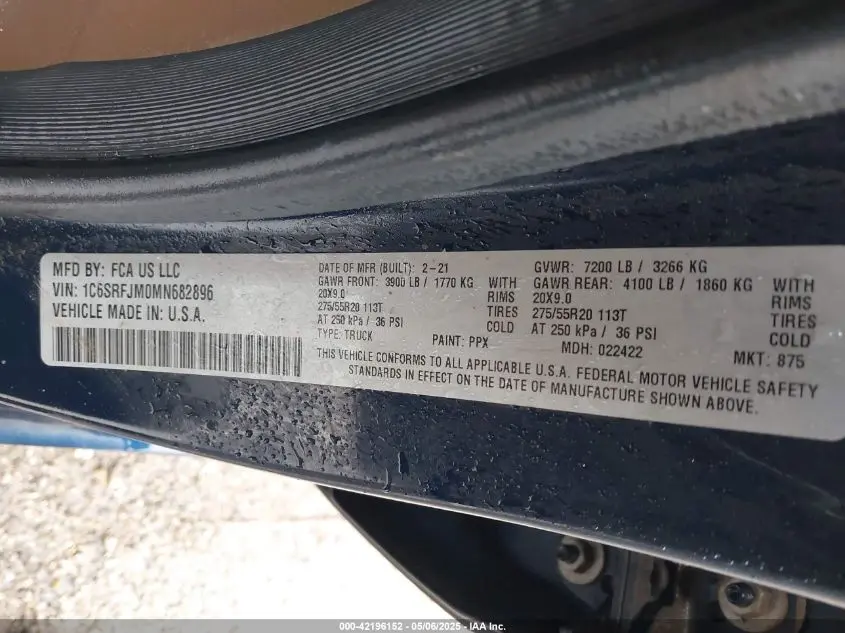 MFD BY: FCA US LLC
VIN: 1C6SRFJM0MN682896
VEHICLE MADE IN: U.S.A.
DATE OF MFR (BUILT): 2-21
GAWR FRONT: 3900 LB / 1770 KG WITH
20X9.0 RIMS
275/55R20 113T TIRES
AT 250 kPa / 36 PSI COLD
TYPE: TRUCK PAINT: PPX
GVWR: 7200 LB / 3266 KG
GAWR REAR: 4100 LB / 1860 KG WITH
20X9.0 RIMS
275/55R20 113T TIRES
AT 250 kPa / 36 PSI COLD
MDH: 022422 MKT: 875
THIS VEHICLE CONFORMS TO ALL APPLICABLE U.S.A. FEDERAL MOTOR VEHICLE SAFETY
STANDARDS IN EFFECT ON THE DATE OF MANUFACTURE SHOWN ABOVE.
000-42196152 - 05/06/2025 - IAA Inc.